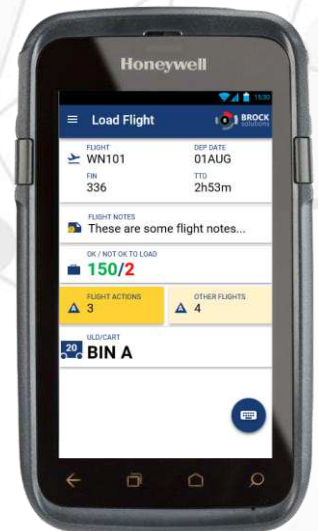 Honeywell
15:30
Load Flight
BROCK
solutions
FLIGHT DEP DATE
WN101 01AUG
FIN TTD
336 2h53m
FLIGHT NOTES
These are some flight notes...
OK / NOT OK TO LOAD
150/2
FLIGHT ACTIONS OTHER FLIGHTS
3 4
ULD/CART
20 BIN A